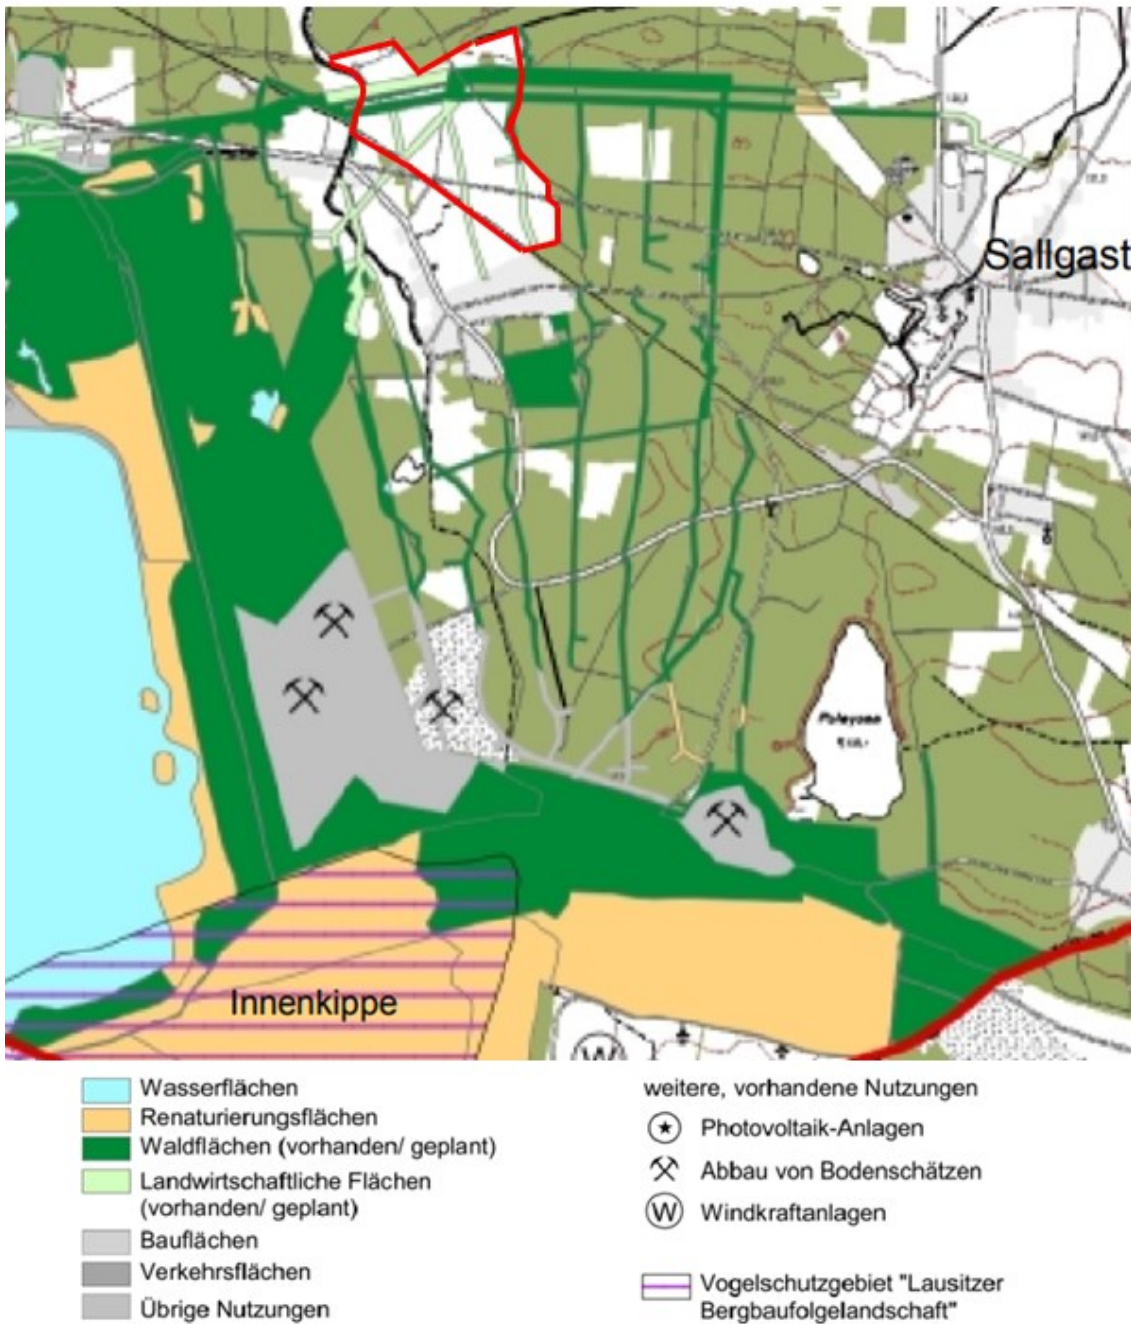 Sallgast
Innenkippe
W
Wasserflächen
Renaturierungsflächen
Waldflächen (vorhanden/ geplant)
Landwirtschaftliche Flächen
(vorhanden/ geplant)
Bauflächen
Verkehrsflächen
Übrige Nutzungen
weitere, vorhandene Nutzungen
Photovoltaik-Anlagen
Abbau von Bodenschätzen
W Windkraftanlagen
Vogelschutzgebiet "Lausitzer
Bergbaufolgelandschaft"